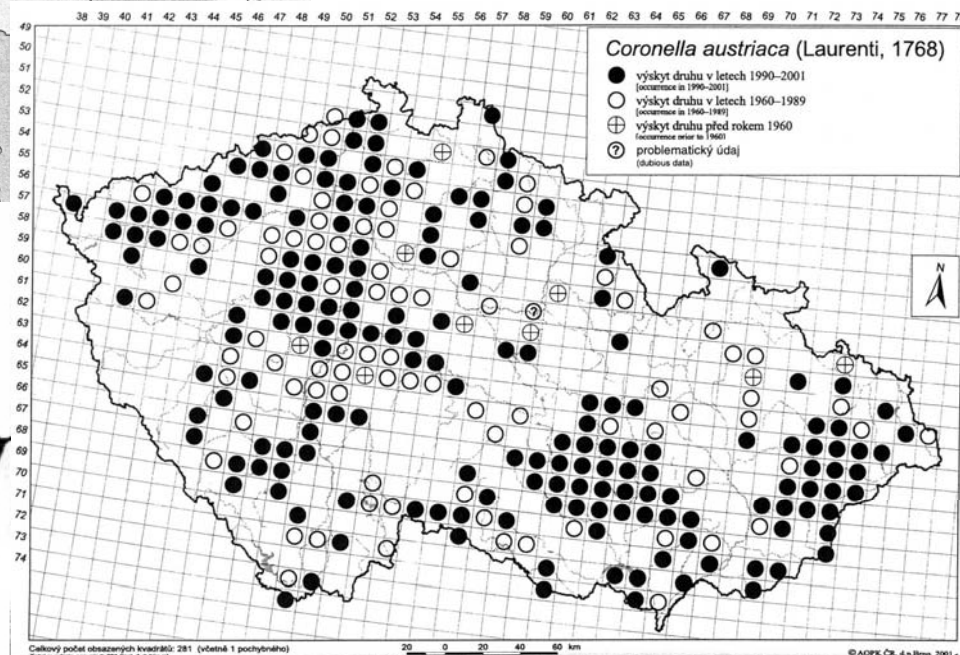 38 39 40 41 42 43 44 45 46 47 48 49 50 51 52 53 54 55 56 57 58 59 60 61 62 63 64 65 66 67 68 69 70 71 72 73 74 75 76 77
49
50
51
52
53
54
55
56
57
58
59
60
61
62
63
64
65
66
67
68
69
70
71
72
73
74
Coronella austriaca (Laurenti, 1768)
výskyt druhu v letech 1990–2001
[occurrence in 1990–2001]
výskyt druhu v letech 1960–1989
[occurrence in 1960–1989]
výskyt druhu před rokem 1960
[occurrence prior to 1960]
? problematický údaj
(dubious data)
N
?
Celkový počet obsazených kvadrátů: 281 (včetně 1 pochybného)
20 0 20 40 60 km
© AOPK ČR